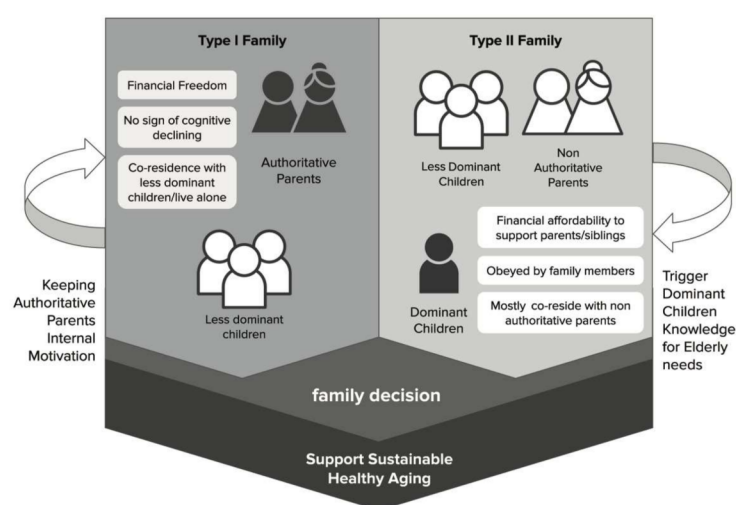 Type I Family
Financial Freedom
No sign of cognitive
declining
Co-residence with
less dominant
children/live alone
Authoritative
Parents
Less dominant
children
Type II Family
Less Dominant
Children
Non
Authoritative
Parents
Dominant
Children
Financial affordability to
support parents/siblings
Obeyed by family members
Mostly co-reside with non
authoritative parents
Keeping
Authoritative
Parents
Internal
Motivation
Trigger
Dominant
Children
Knowledge
for Elderly
needs
family decision
Support Sustainable
Healthy Aging